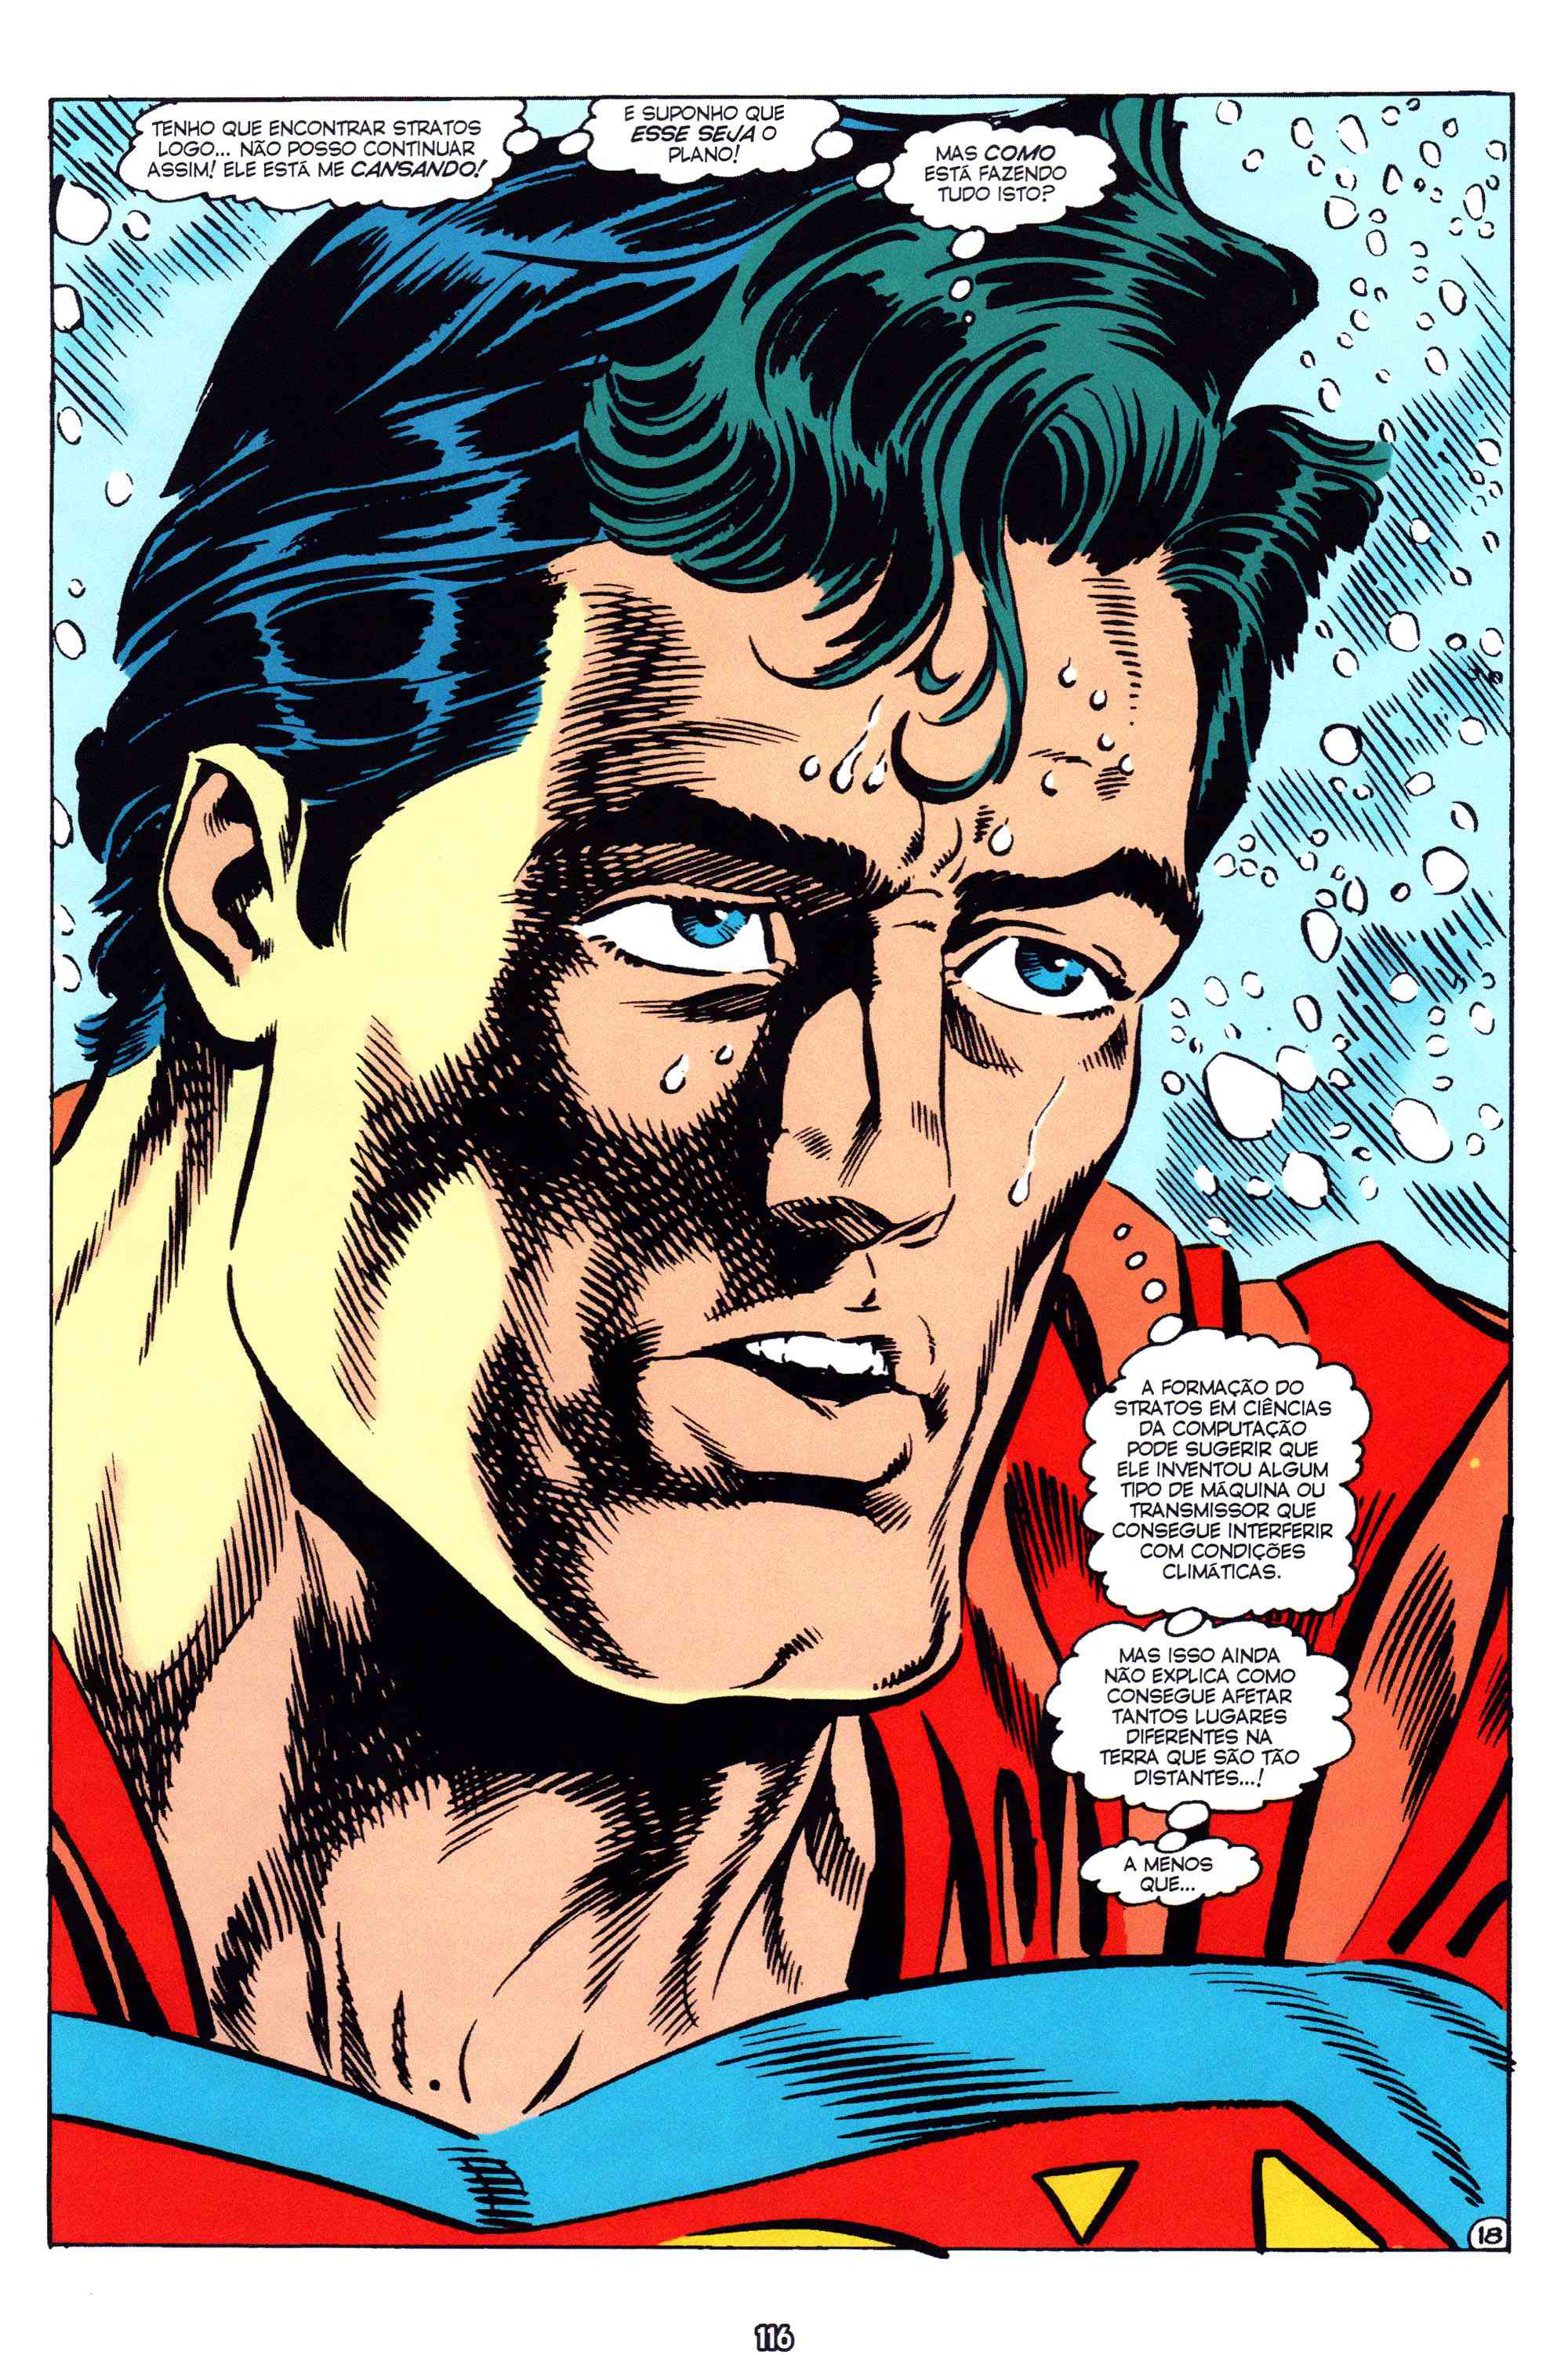 TENHO QUE ENCONTRAR STRATOS
LOGO... NÃO POSSO CONTINUAR
ASSIM! ELE ESTÁ ME CANSANDO!
E SUPONHO QUE
ESSE SEJA O
PLANO!
MAS COMO
ESTÁ FAZENDO
TUDO ISTO?
A FORMAÇÃO DO
STRATOS EM CIÊNCIAS
DA COMPUTAÇÃO
PODE SUGERIR QUE
ELE INVENTOU ALGUM
TIPO DE MÁQUINA OU
TRANSMISSOR QUE
CONSEGUE INTERFERIR
COM CONDIÇÕES
CLIMÁTICAS.
MAS ISSO AINDA
NÃO EXPLICA COMO
CONSEGUE AFETAR
TANTOS LUGARES
DIFERENTES NA
TERRA QUE SÃO TÃO
DISTANTES...!
A MENOS
QUE...
18
116